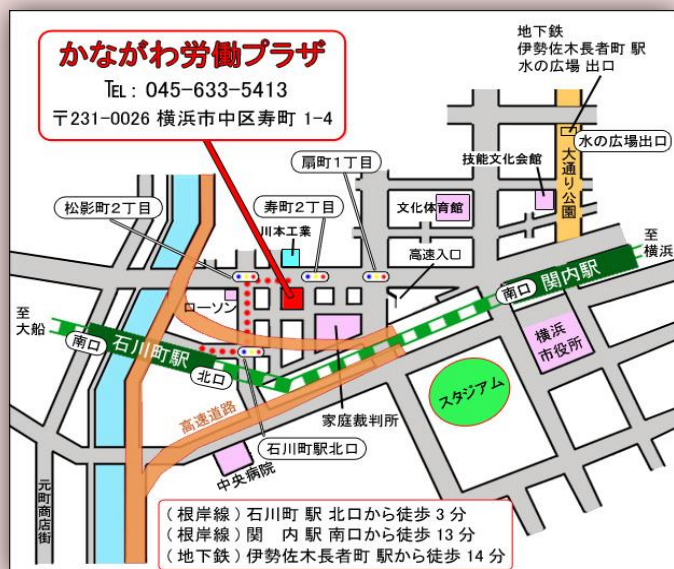 かながわ労働プラザ
TEL: 045-633-5413
〒231-0026 横浜市中区寿町 1-4
地下鉄
伊勢佐木長者町 駅
水の広場 出口
水の広場出口
大通り公園
技能文化会館
扇町1丁目
文化体育館
松影町2丁目
寿町2丁目
川本工業
高速入口
至
横浜
関内駅
南口
ローソン
至
大船
南口
石川町駅
北口
横浜
市役所
スタジアム
家庭裁判所
高速道路
石川町駅北口
中央病院
元町商店街
(根岸線) 石川町 駅 北口から徒歩 3 分
(根岸線) 関 内 駅 南口から徒歩 13 分
(地下鉄) 伊勢佐木長者町 駅から徒歩 14 分